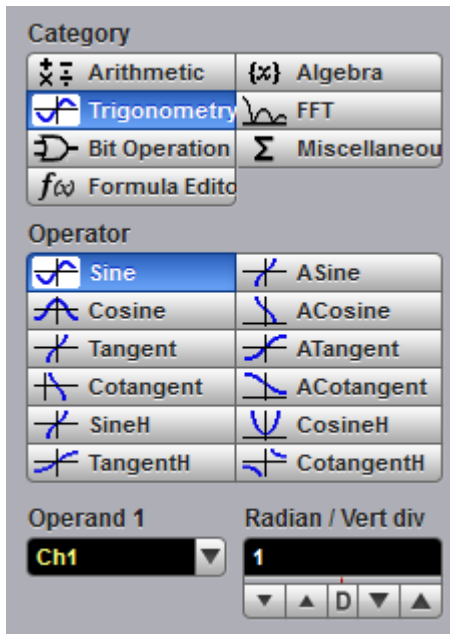 Category
Arithmetic {x} Algebra
Trigonometry FFT
Bit Operation Σ Miscellaneou
f(x) Formula Edito
Operator
Sine ASine
Cosine ACosine
Tangent ATangent
Cotangent ACotangent
SineH CosineH
TangentH CotangentH
Operand 1 Radian / Vert div
Ch1 1
D